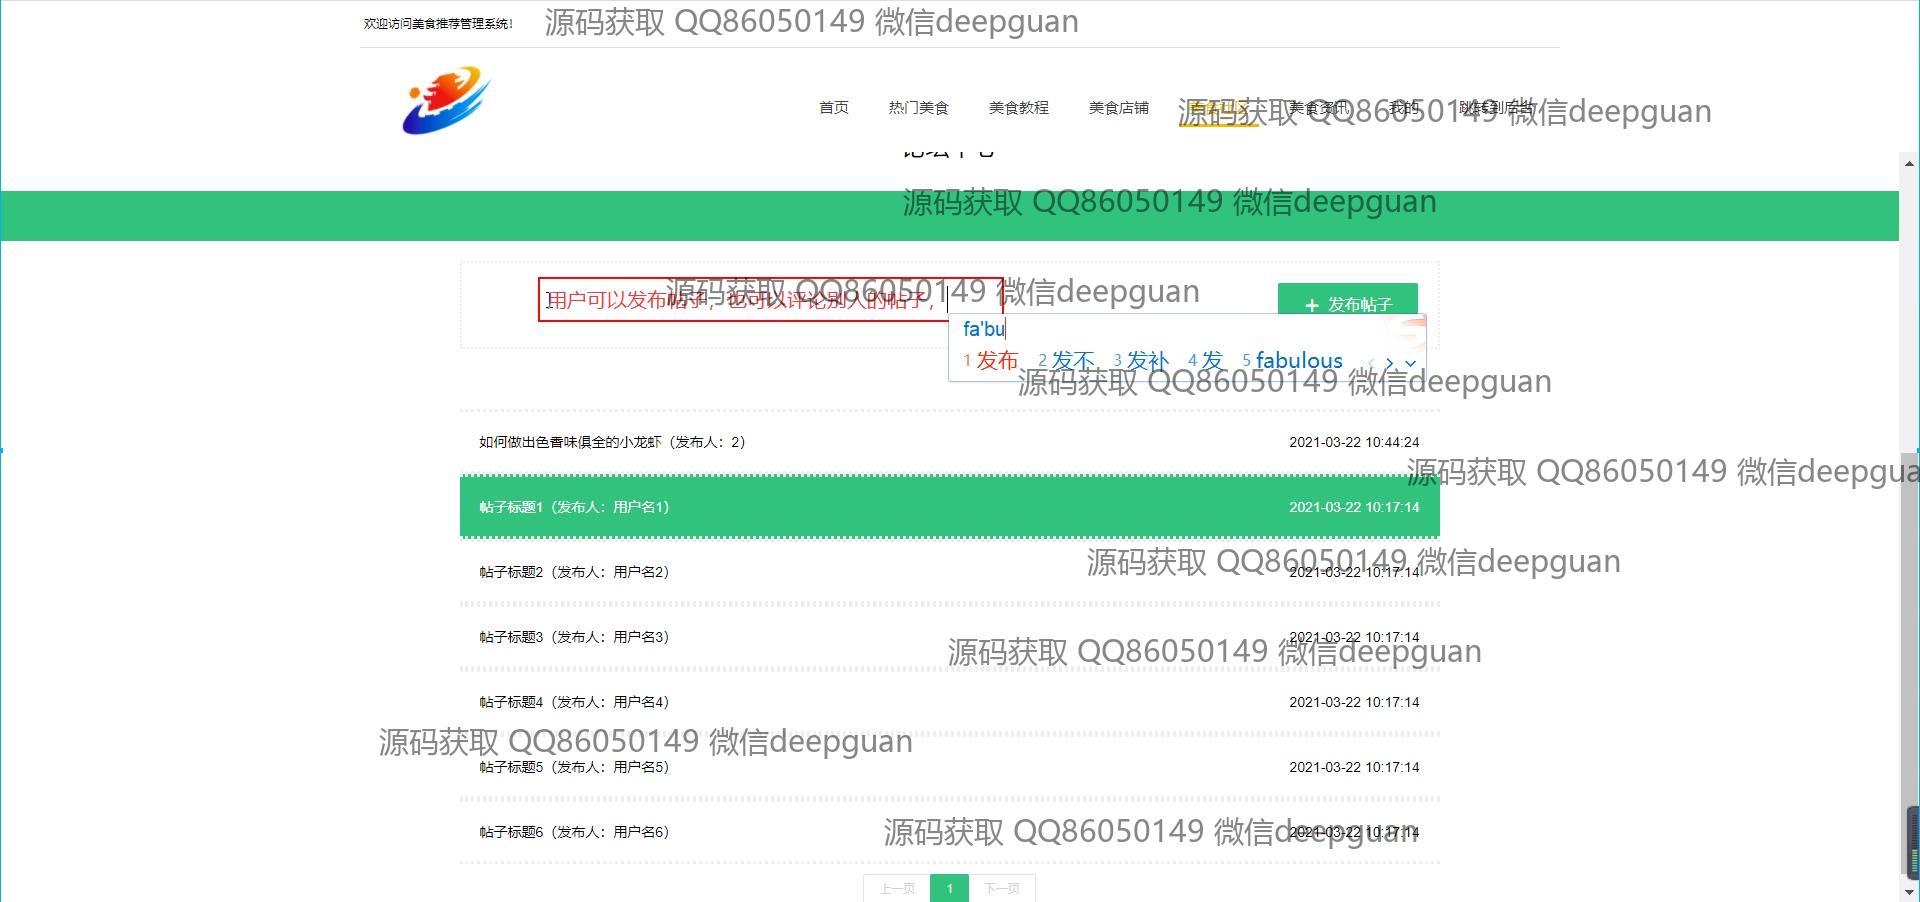 欢迎访问美食推荐管理系统！
源码获取 QQ86050149 微信deepguan
首页 热门美食 美食教程 美食店铺 美食社区 美食资讯 我的 跳转到后台
源码获取 QQ86050149 微信deepguan
论坛中心
源码获取 QQ86050149 微信deepguan
用户可以发布帖子，也可以评论别人的帖子，
源码获取 QQ86050149 微信deepguan
+ 发布帖子
fa'bu
1 发布 2 发不 3 发补 4 发 5 fabulous
源码获取 QQ86050149 微信deepguan
如何做出色香味俱全的小龙虾（发布人：2） 2021-03-22 10:44:24
源码获取 QQ86050149 微信deepgua
帖子标题1（发布人：用户名1） 2021-03-22 10:17:14
源码获取 QQ86050149 微信deepguan
帖子标题2（发布人：用户名2） 2021-03-22 10:17:14
帖子标题3（发布人：用户名3） 2021-03-22 10:17:14
源码获取 QQ86050149 微信deepguan
帖子标题4（发布人：用户名4） 2021-03-22 10:17:14
源码获取 QQ86050149 微信deepguan
帖子标题5（发布人：用户名5） 2021-03-22 10:17:14
帖子标题6（发布人：用户名6） 2021-03-22 10:17:14
源码获取 QQ86050149 微信deepguan
上一页 1 下一页